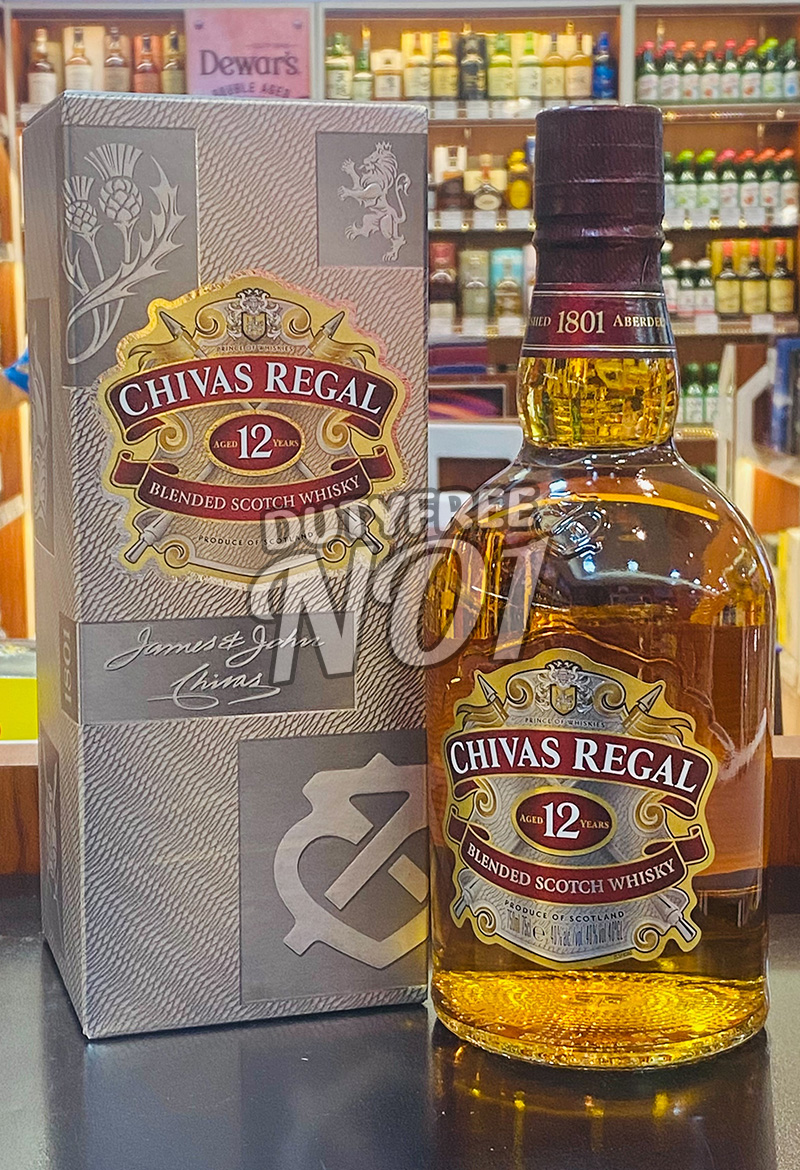 Dewar's
DOUBLE AGED
PRINCE OF WHISKIES
CHIVAS REGAL
AGED 12 YEARS
BLENDED SCOTCH WHISKY
PRODUCE OF SCOTLAND
1801
James & John
Chivas
DUTYFREE
NO1
1801 ABERDE
PRINCE OF WHISKIES
CHIVAS REGAL
AGED 12 YEARS
BLENDED SCOTCH WHISKY
PRODUCE OF SCOTLAND